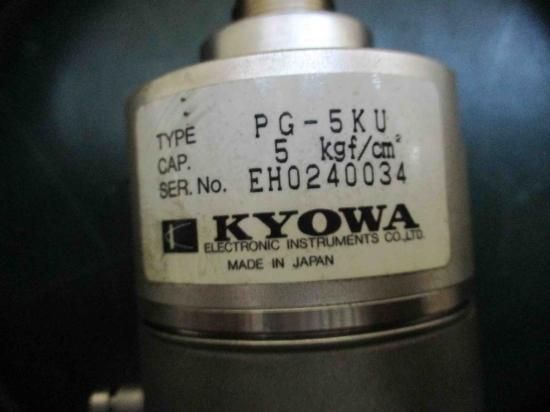 TYPE PG-5KU
CAP. 5 kgf/cm²
SER. No. EH0240034
KYOWA
ELECTRONIC INSTRUMENTS CO.,LTD.
MADE IN JAPAN